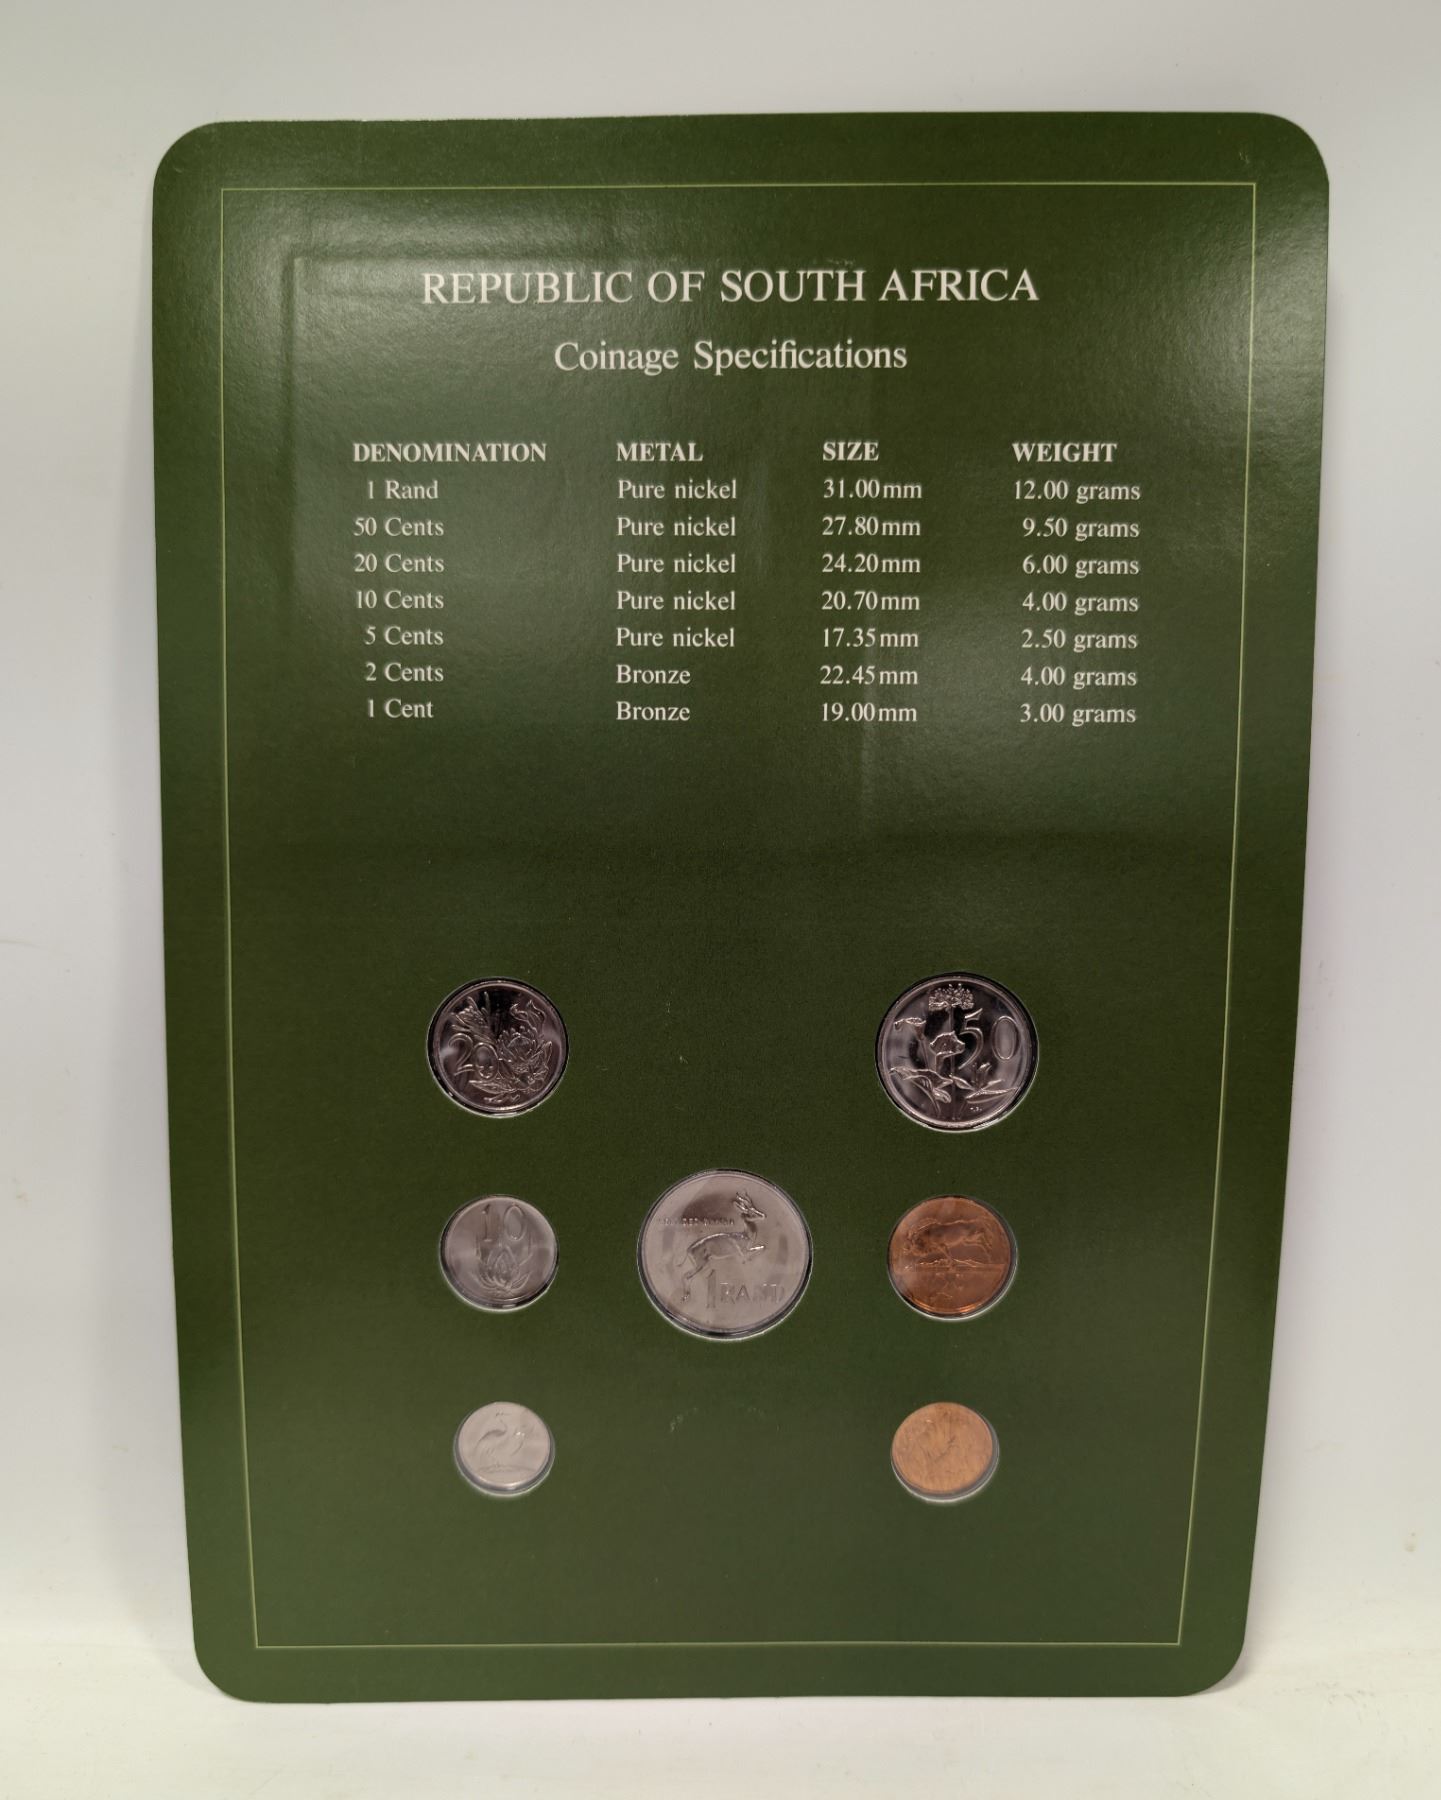 REPUBLIC OF SOUTH AFRICA
Coinage Specifications
DENOMINATION METAL SIZE WEIGHT
1 Rand Pure nickel 31.00mm 12.00 grams
50 Cents Pure nickel 27.80mm 9.50 grams
20 Cents Pure nickel 24.20mm 6.00 grams
10 Cents Pure nickel 20.70mm 4.00 grams
5 Cents Pure nickel 17.35mm 2.50 grams
2 Cents Bronze 22.45mm 4.00 grams
1 Cent Bronze 19.00mm 3.00 grams
20
50
10
1 RAND